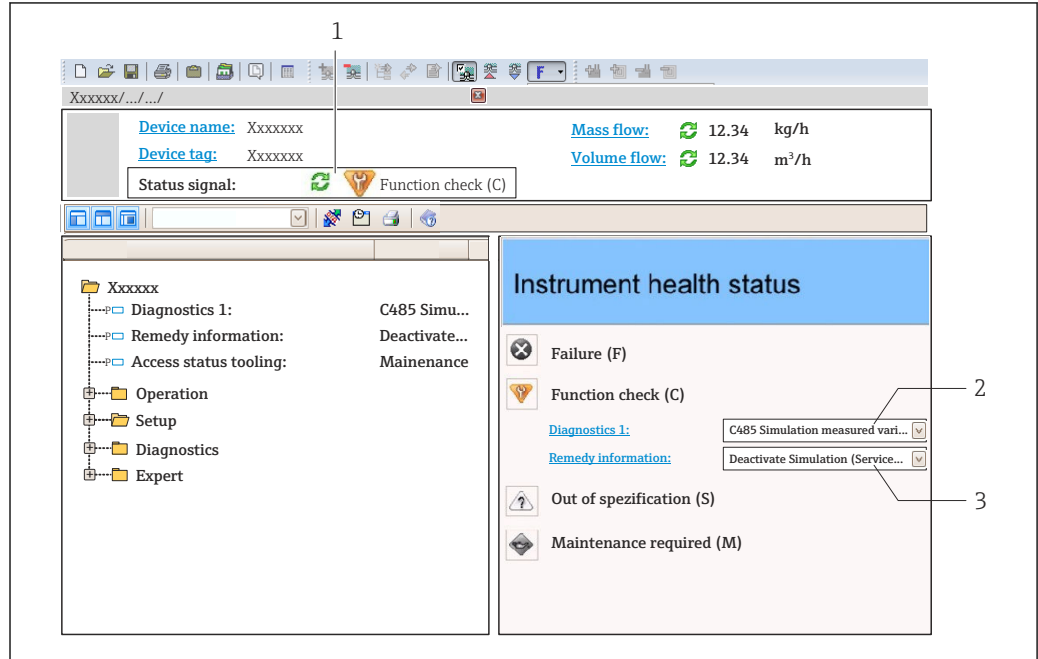 1
F
Xxxxxx/.../.../
Device name: Xxxxxxx
Mass flow: 12.34 kg/h
Device tag: Xxxxxxx
Volume flow: 12.34 m³/h
Status signal: Function check (C)
Xxxxxx
Diagnostics 1: C485 Simu...
Remedy information: Deactivate...
Access status tooling: Mainenance
Operation
Setup
Diagnostics
Expert
Instrument health status
Failure (F)
Function check (C)
2
Diagnostics 1: C485 Simulation measured vari...
Remedy information: Deactivate Simulation (Service...
3
Out of spezification (S)
Maintenance required (M)